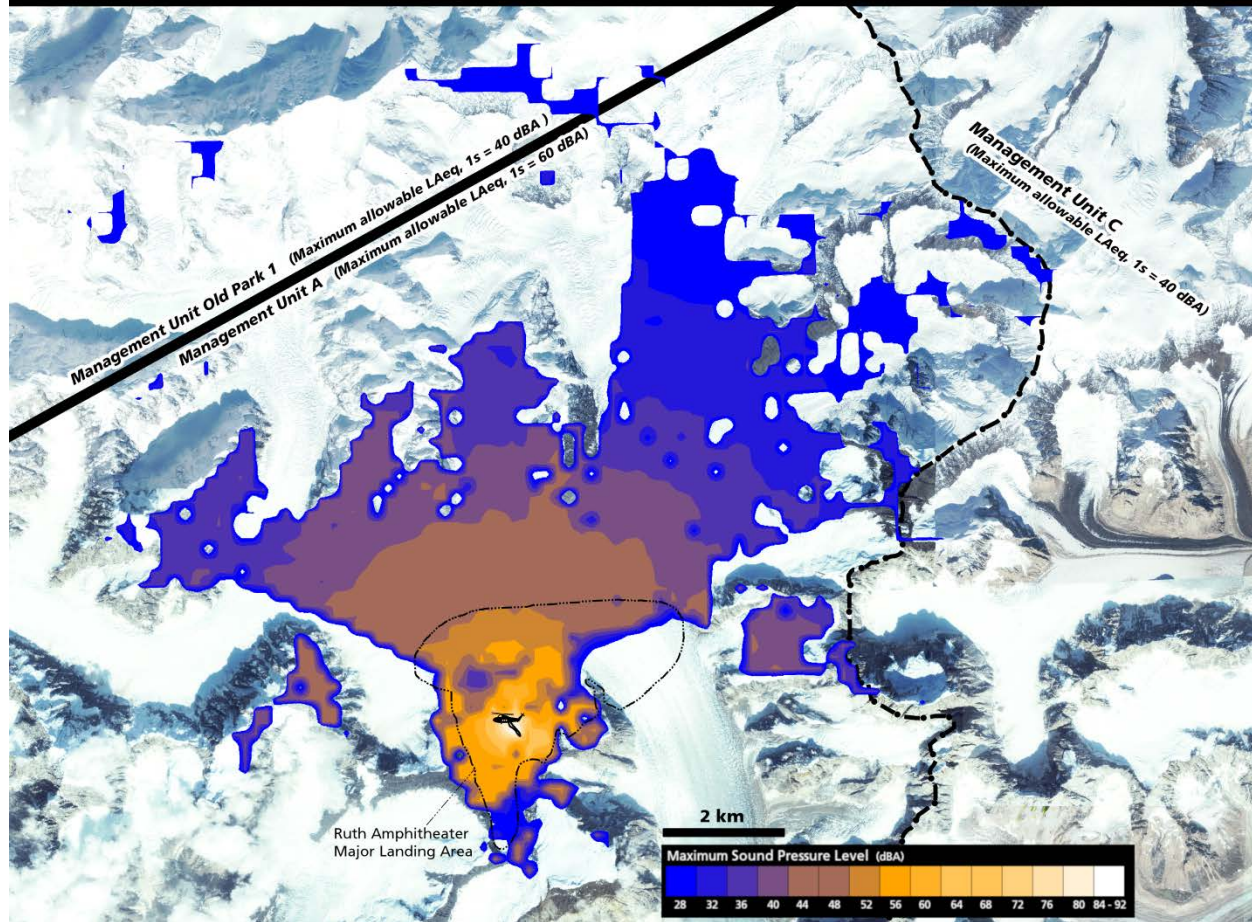 Management Unit Old Park 1 (Maximum allowable LAeq, 1s = 40 dBA )
Management Unit A (Maximum allowable LAeq, 1s = 60 dBA)
Management Unit C
(Maximum allowable LAeq, 1s = 40 dBA)
Ruth Amphitheater
Major Landing Area
2 km
Maximum Sound Pressure Level (dBA)
28 32 36 40 44 48 52 56 60 64 68 72 76 80 84 - 92